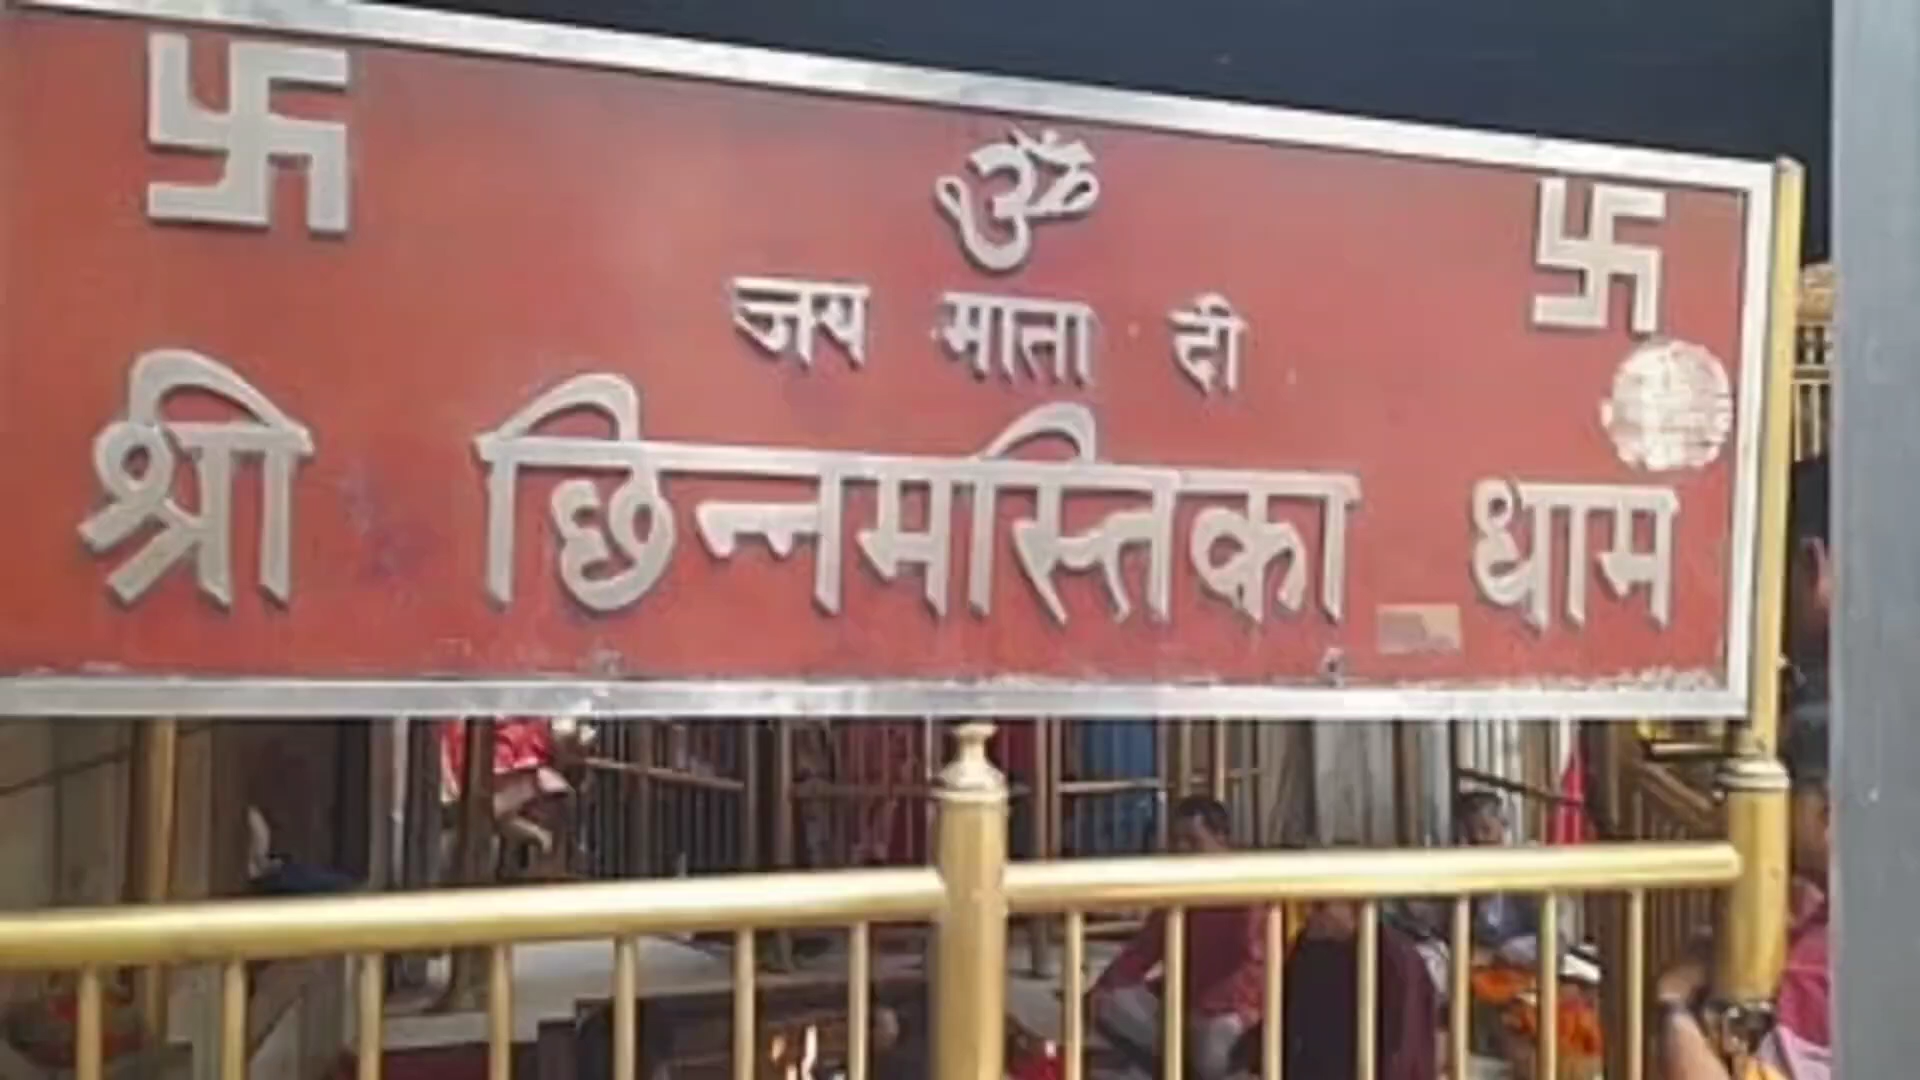 ॐ
जय माता दी
श्री छिन्नमस्तिका धाम